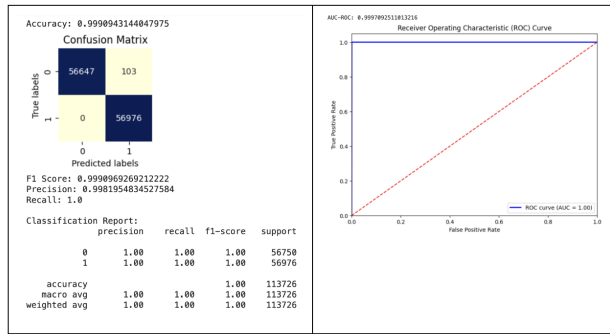 Accuracy: 0.9990943144047975
Confusion Matrix
True labels
0
1
56647 103
0 56976
0 1
Predicted labels
F1 Score: 0.9990969269212222
Precision: 0.9981954834527584
Recall: 1.0
Classification Report:
precision recall f1-score support
0 1.00 1.00 1.00 56750
1 1.00 1.00 1.00 56976
accuracy 1.00 113726
macro avg 1.00 1.00 1.00 113726
weighted avg 1.00 1.00 1.00 113726
AUC-ROC: 0.9997092511013216
Receiver Operating Characteristic (ROC) Curve
True Positive Rate
1.0
0.8
0.6
0.4
0.2
0.0
ROC curve (AUC = 1.00)
0.0 0.2 0.4 0.6 0.8 1.0
False Positive Rate